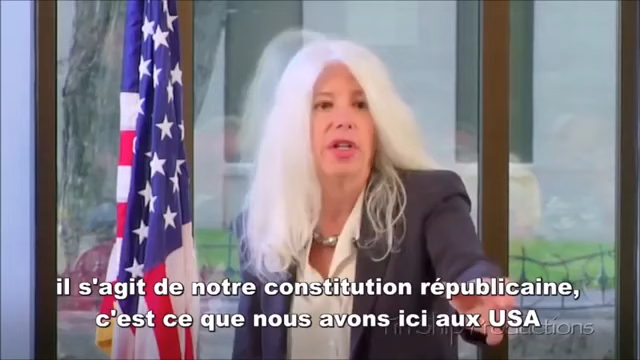 il s'agit de notre constitution républicaine,
c'est ce que nous avons ici aux USA